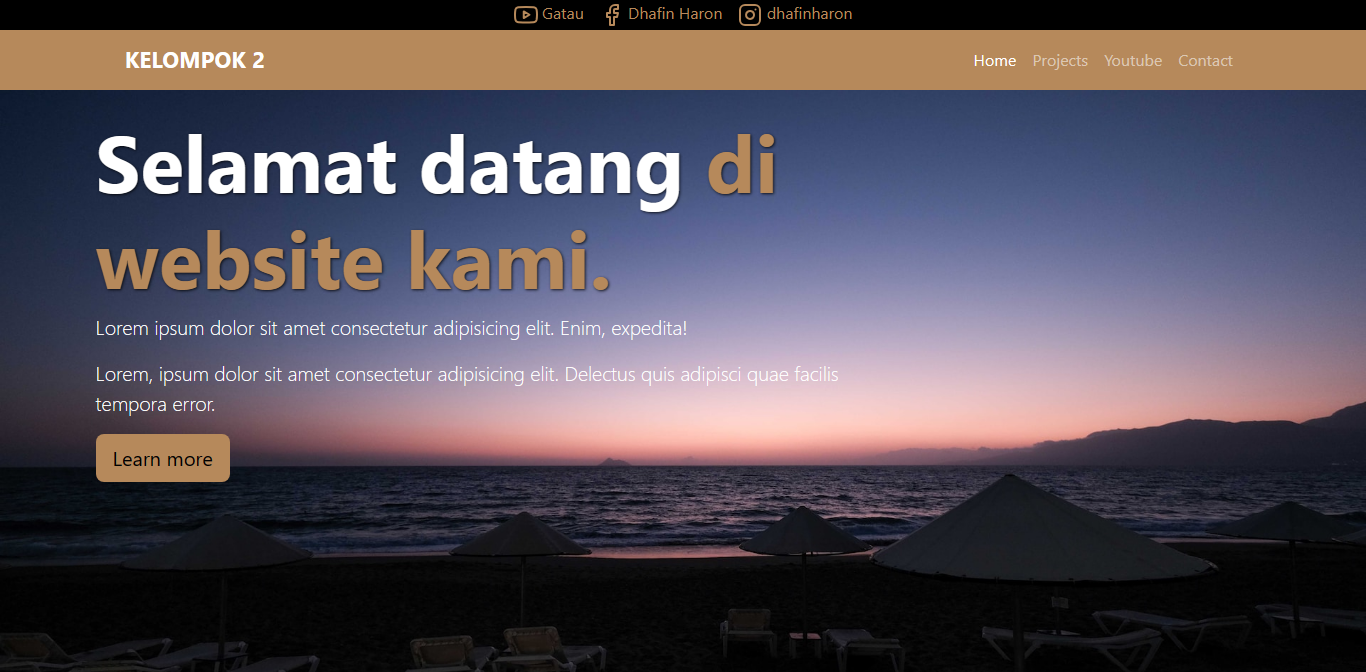 Gatau Dhafin Haron dhafinharon
KELOMPOK 2 Home Projects Youtube Contact
Selamat datang di
website kami.
Lorem ipsum dolor sit amet consectetur adipisicing elit. Enim, expedita!
Lorem, ipsum dolor sit amet consectetur adipisicing elit. Delectus quis adipisci quae facilis
tempora error.
Learn more